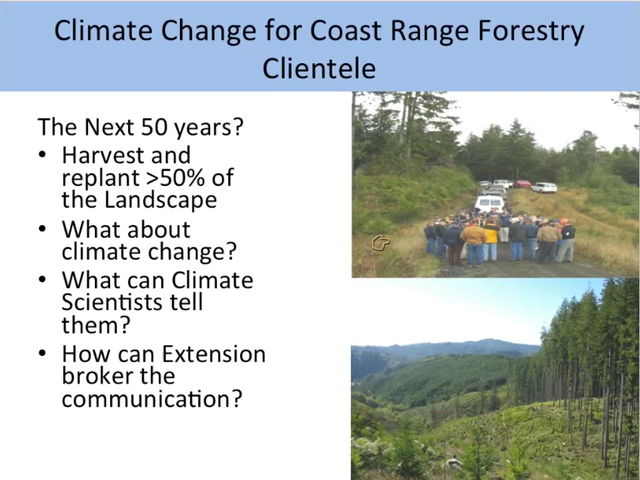 Climate Change for Coast Range Forestry
Clientele
The Next 50 years?
• Harvest and
replant >50% of
the Landscape
• What about
climate change?
• What can Climate
Scientists tell
them?
• How can Extension
broker the
communication?